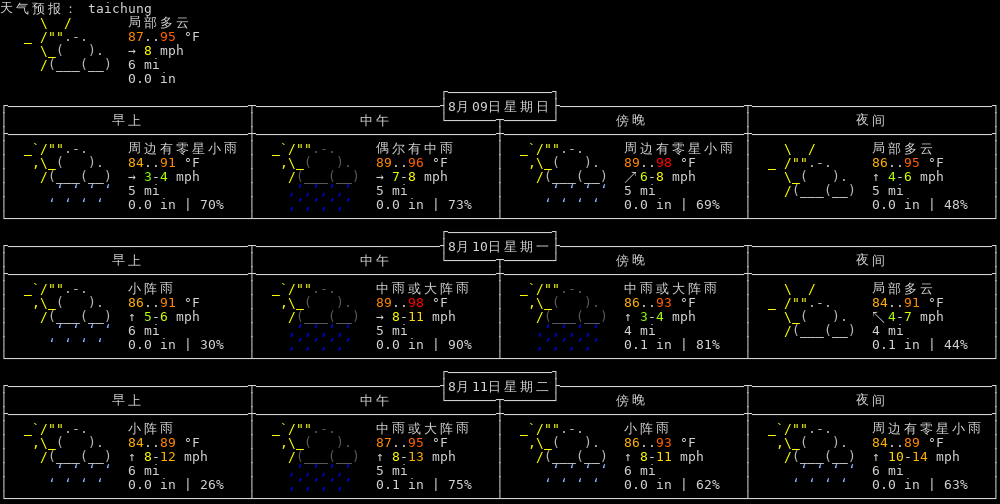 天气预报： taichung
局部多云
87..95 °F
→ 8 mph
6 mi
0.0 in
8月09日星期日
早上 中午 傍晚 夜间
周边有零星小雨 偶尔有中雨 周边有零星小雨 局部多云
84..91 °F 89..96 °F 89..98 °F 86..95 °F
→ 3-4 mph → 7-8 mph ↗ 6-8 mph ↑ 4-6 mph
5 mi 5 mi 5 mi 5 mi
0.0 in | 70% 0.0 in | 73% 0.0 in | 69% 0.0 in | 48%
8月10日星期一
早上 中午 傍晚 夜间
小阵雨 中雨或大阵雨 中雨或大阵雨 局部多云
86..91 °F 89..98 °F 86..93 °F 84..91 °F
↑ 5-6 mph → 8-11 mph ↑ 3-4 mph ↖ 4-7 mph
6 mi 5 mi 4 mi 4 mi
0.0 in | 30% 0.0 in | 90% 0.1 in | 81% 0.1 in | 44%
8月11日星期二
早上 中午 傍晚 夜间
小阵雨 中雨或大阵雨 小阵雨 周边有零星小雨
84..89 °F 87..95 °F 86..93 °F 84..89 °F
↑ 8-12 mph ↑ 8-13 mph ↑ 8-11 mph ↑ 10-14 mph
6 mi 5 mi 6 mi 6 mi
0.0 in | 26% 0.1 in | 75% 0.0 in | 62% 0.0 in | 63%